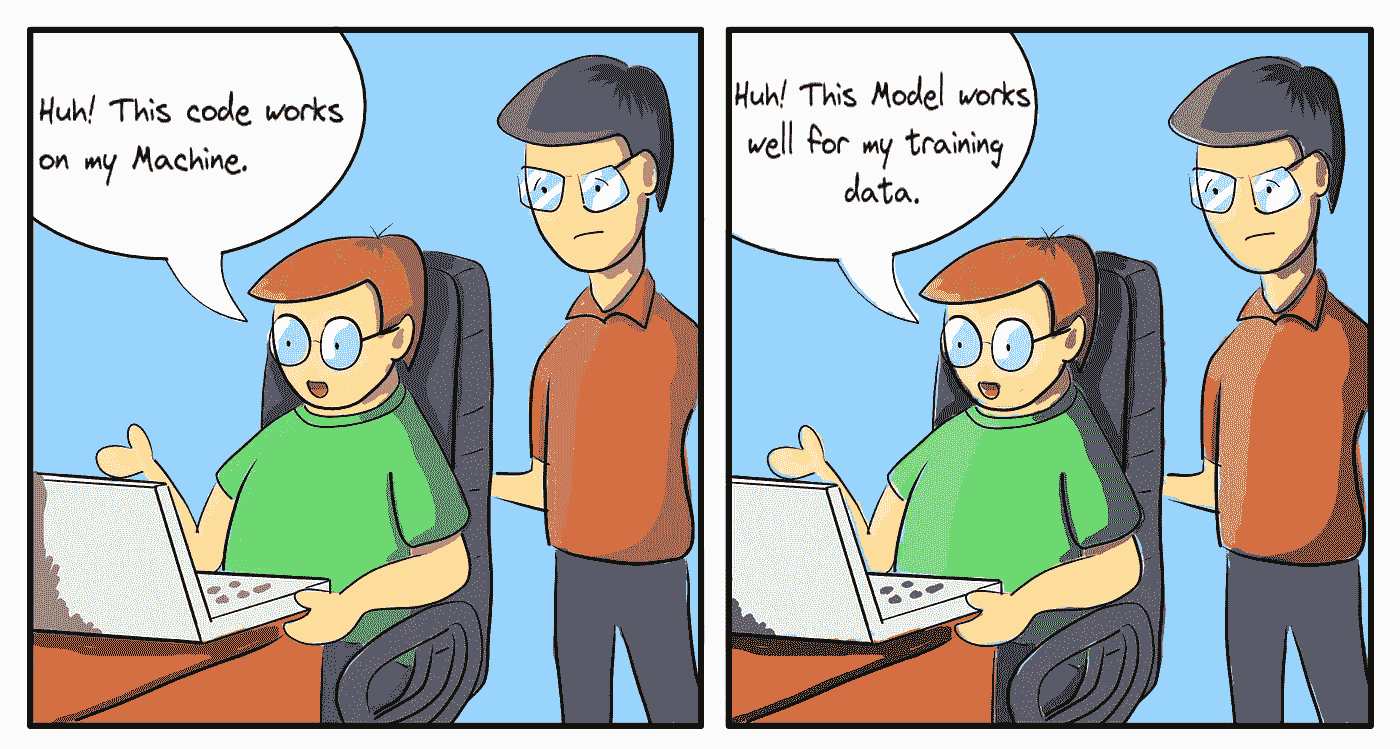 Huh! This code works
on my Machine.
Huh! This Model works
well for my training
data.